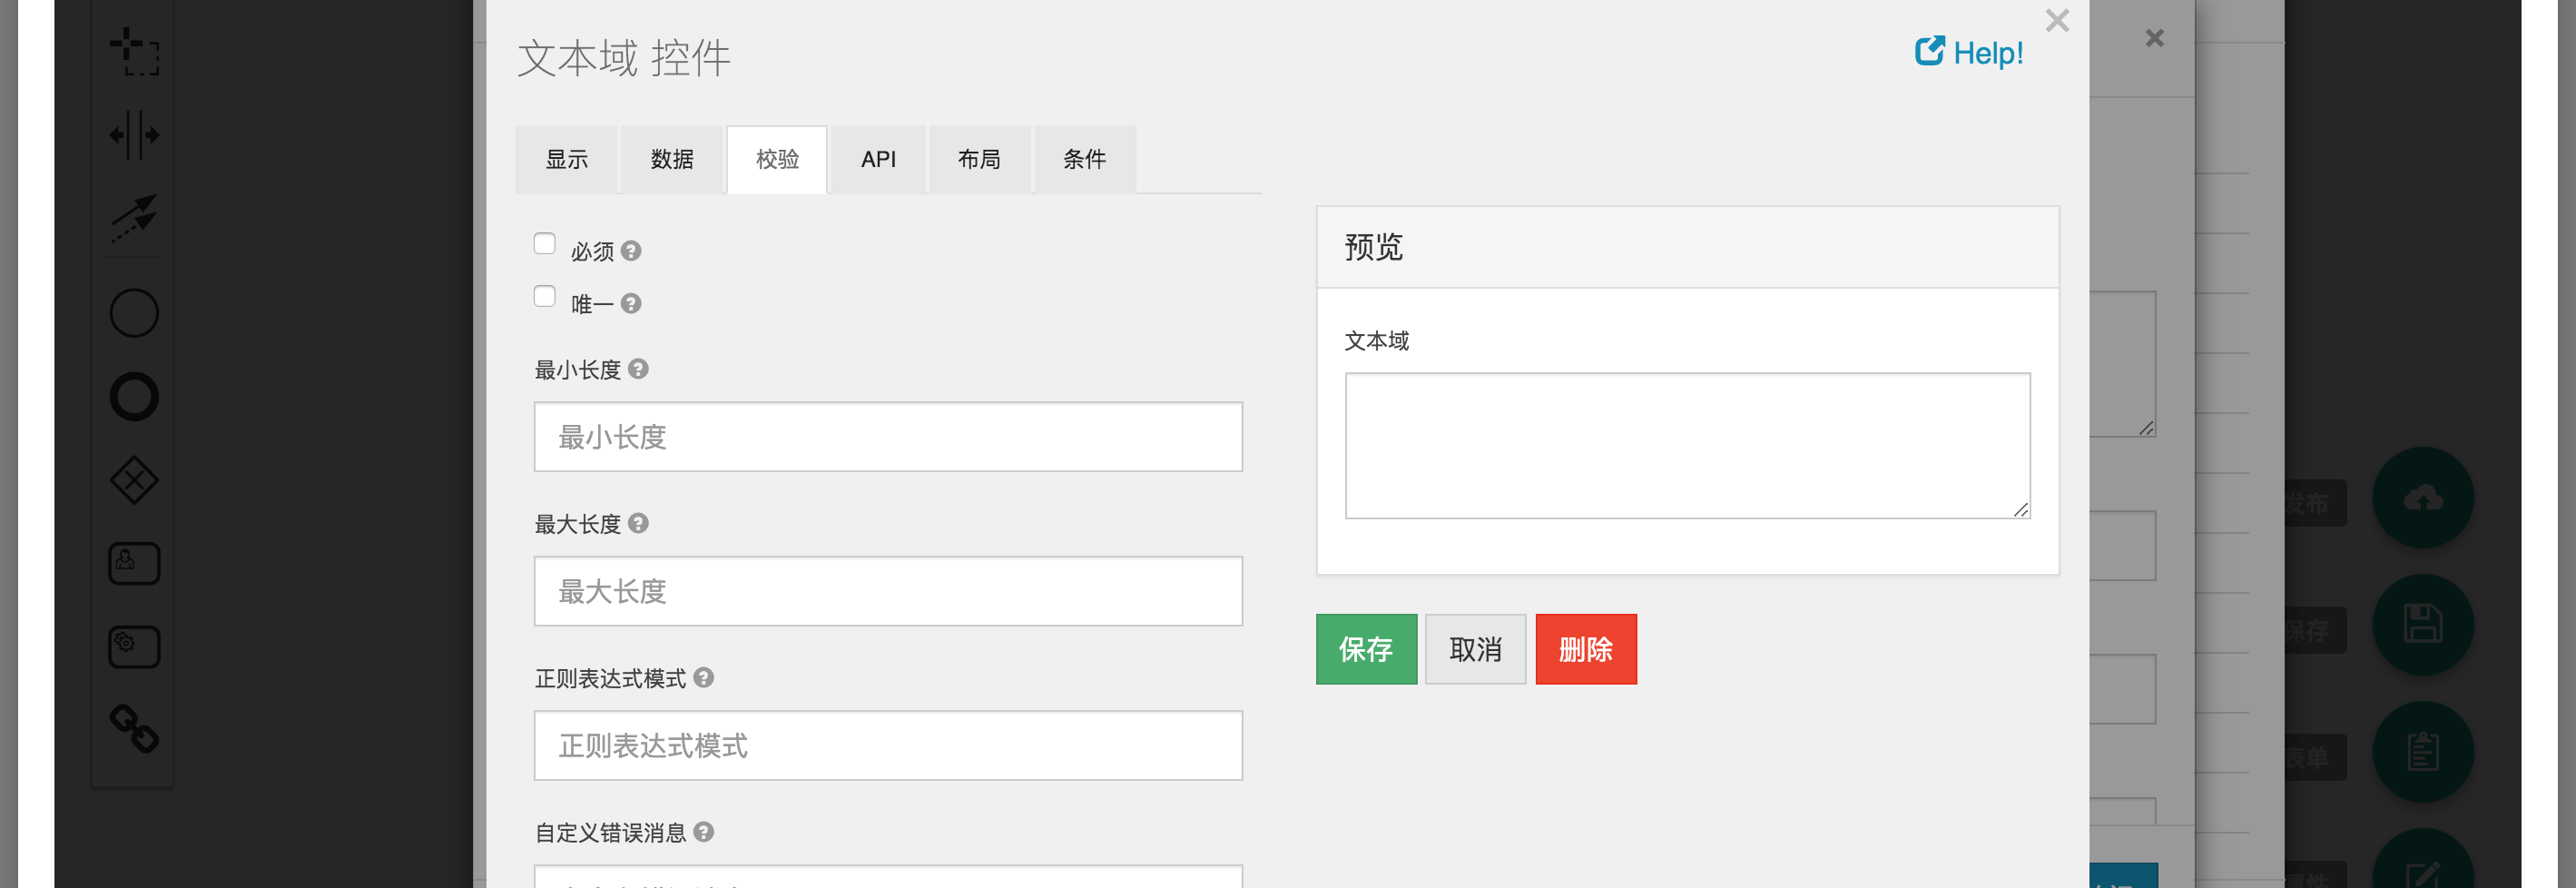 文本域 控件
Help!
显示 数据 校验 API 布局 条件
必须
唯一
最小长度
最小长度
最大长度
最大长度
正则表达式模式
正则表达式模式
自定义错误消息
预览
文本域
保存 取消 删除
发布
保存
表单